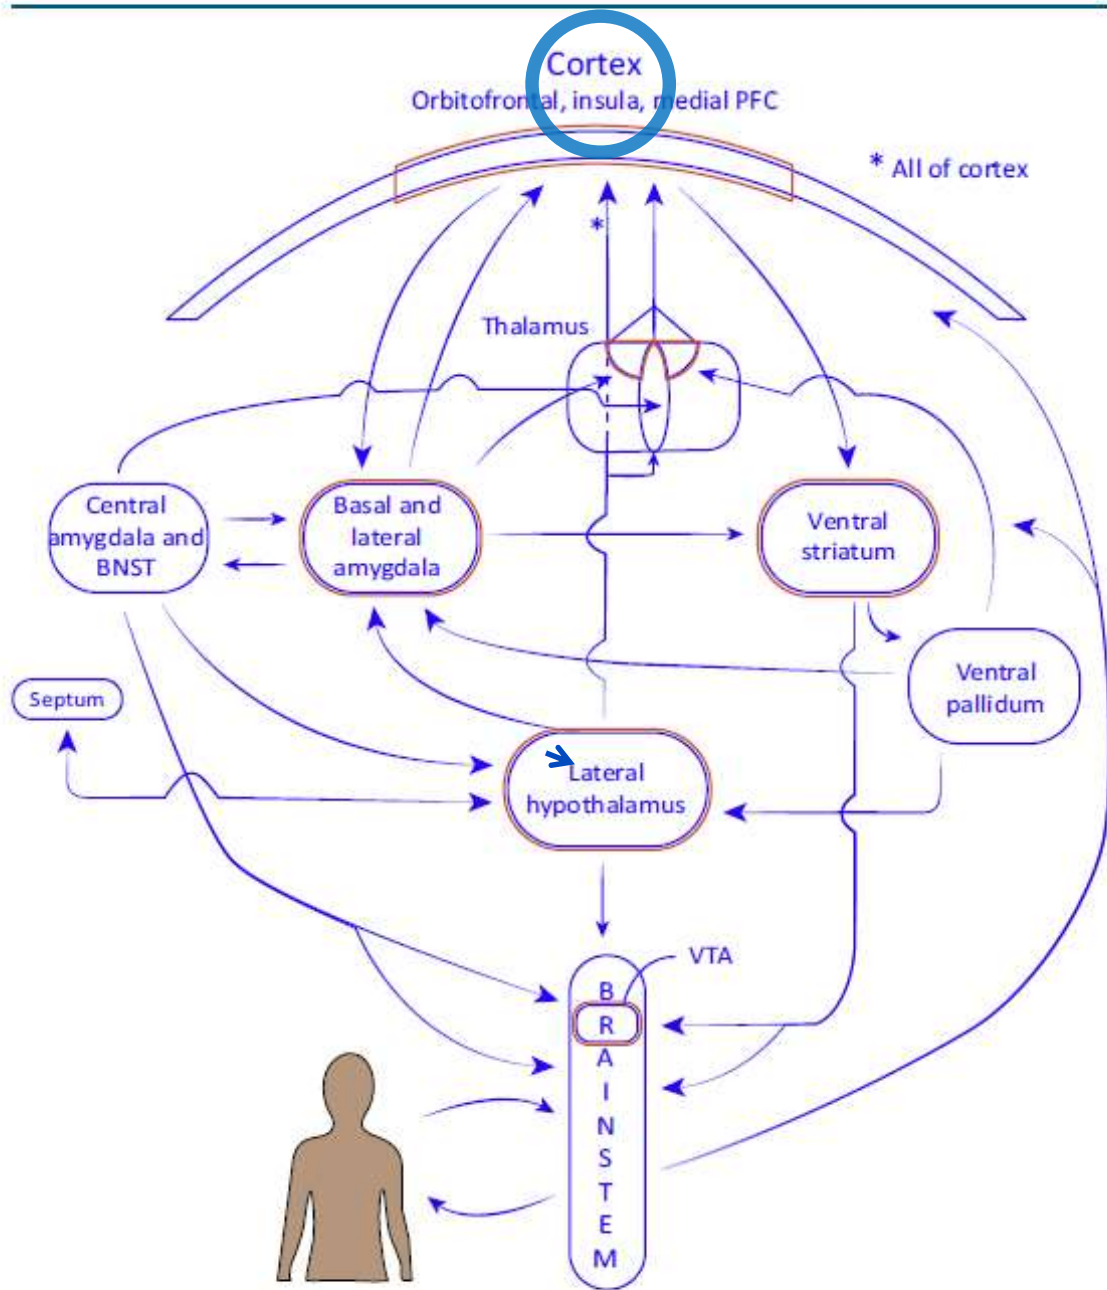 Cortex
Orbitofrontal, insula, medial PFC
* All of cortex
*
Thalamus
Central
amygdala and
BNST
Basal and
lateral
amygdala
Ventral
striatum
Septum
Ventral
pallidum
Lateral
hypothalamus
VTA
B
R
A
I
N
S
T
E
M